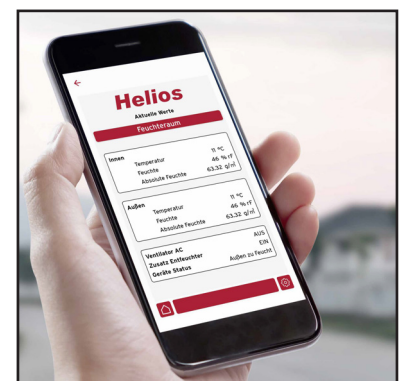 Helios
Aktuelle Werte
Feuchteraum
Innen
Temperatur 11 °C
Feuchte 46 % rF
Absolute Feuchte 63.32 g/m³
Außen
Temperatur 11 °C
Feuchte 46 % rF
Absolute Feuchte 63.32 g/m³
Ventilator AC AUS
Zusatz Entfeuchter EIN
Geräte Status Außen zu Feucht